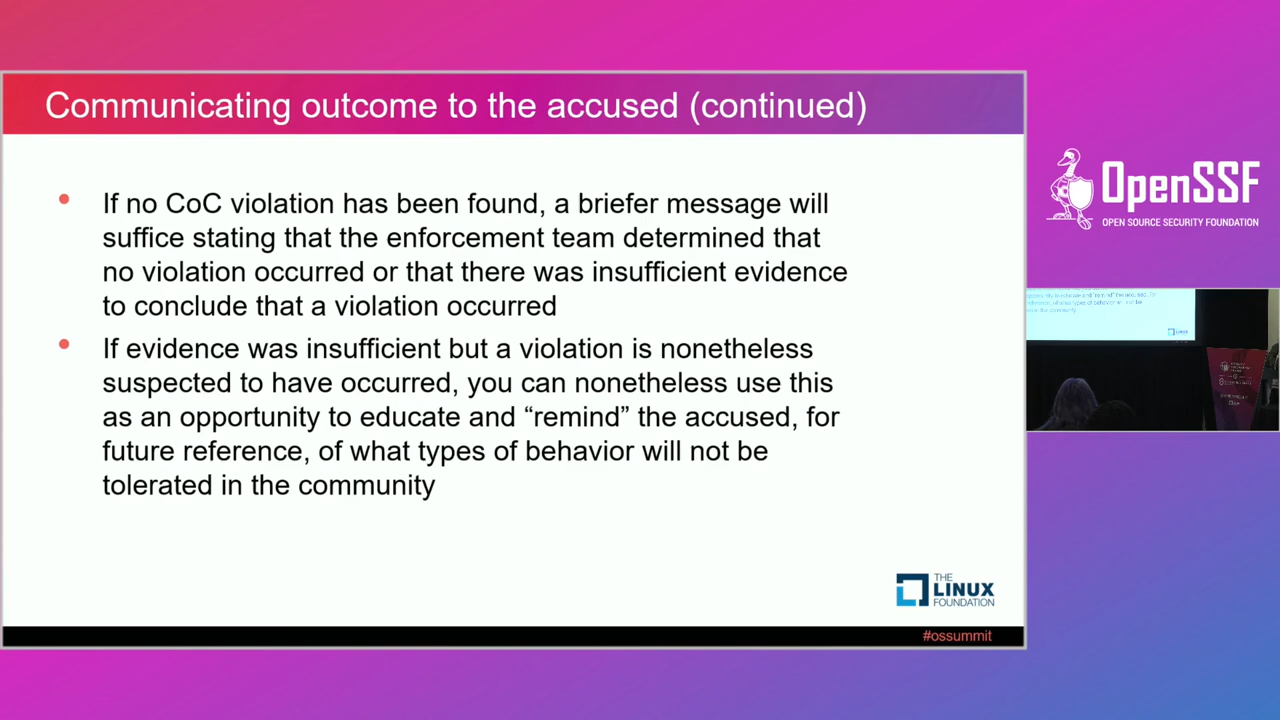 Communicating outcome to the accused (continued)
If no CoC violation has been found, a briefer message will
suffice stating that the enforcement team determined that
no violation occurred or that there was insufficient evidence
to conclude that a violation occurred
If evidence was insufficient but a violation is nonetheless
suspected to have occurred, you can nonetheless use this
as an opportunity to educate and “remind” the accused, for
future reference, of what types of behavior will not be
tolerated in the community
THE
LINUX
FOUNDATION
#ossummit
OpenSSF
OPEN SOURCE SECURITY FOUNDATION